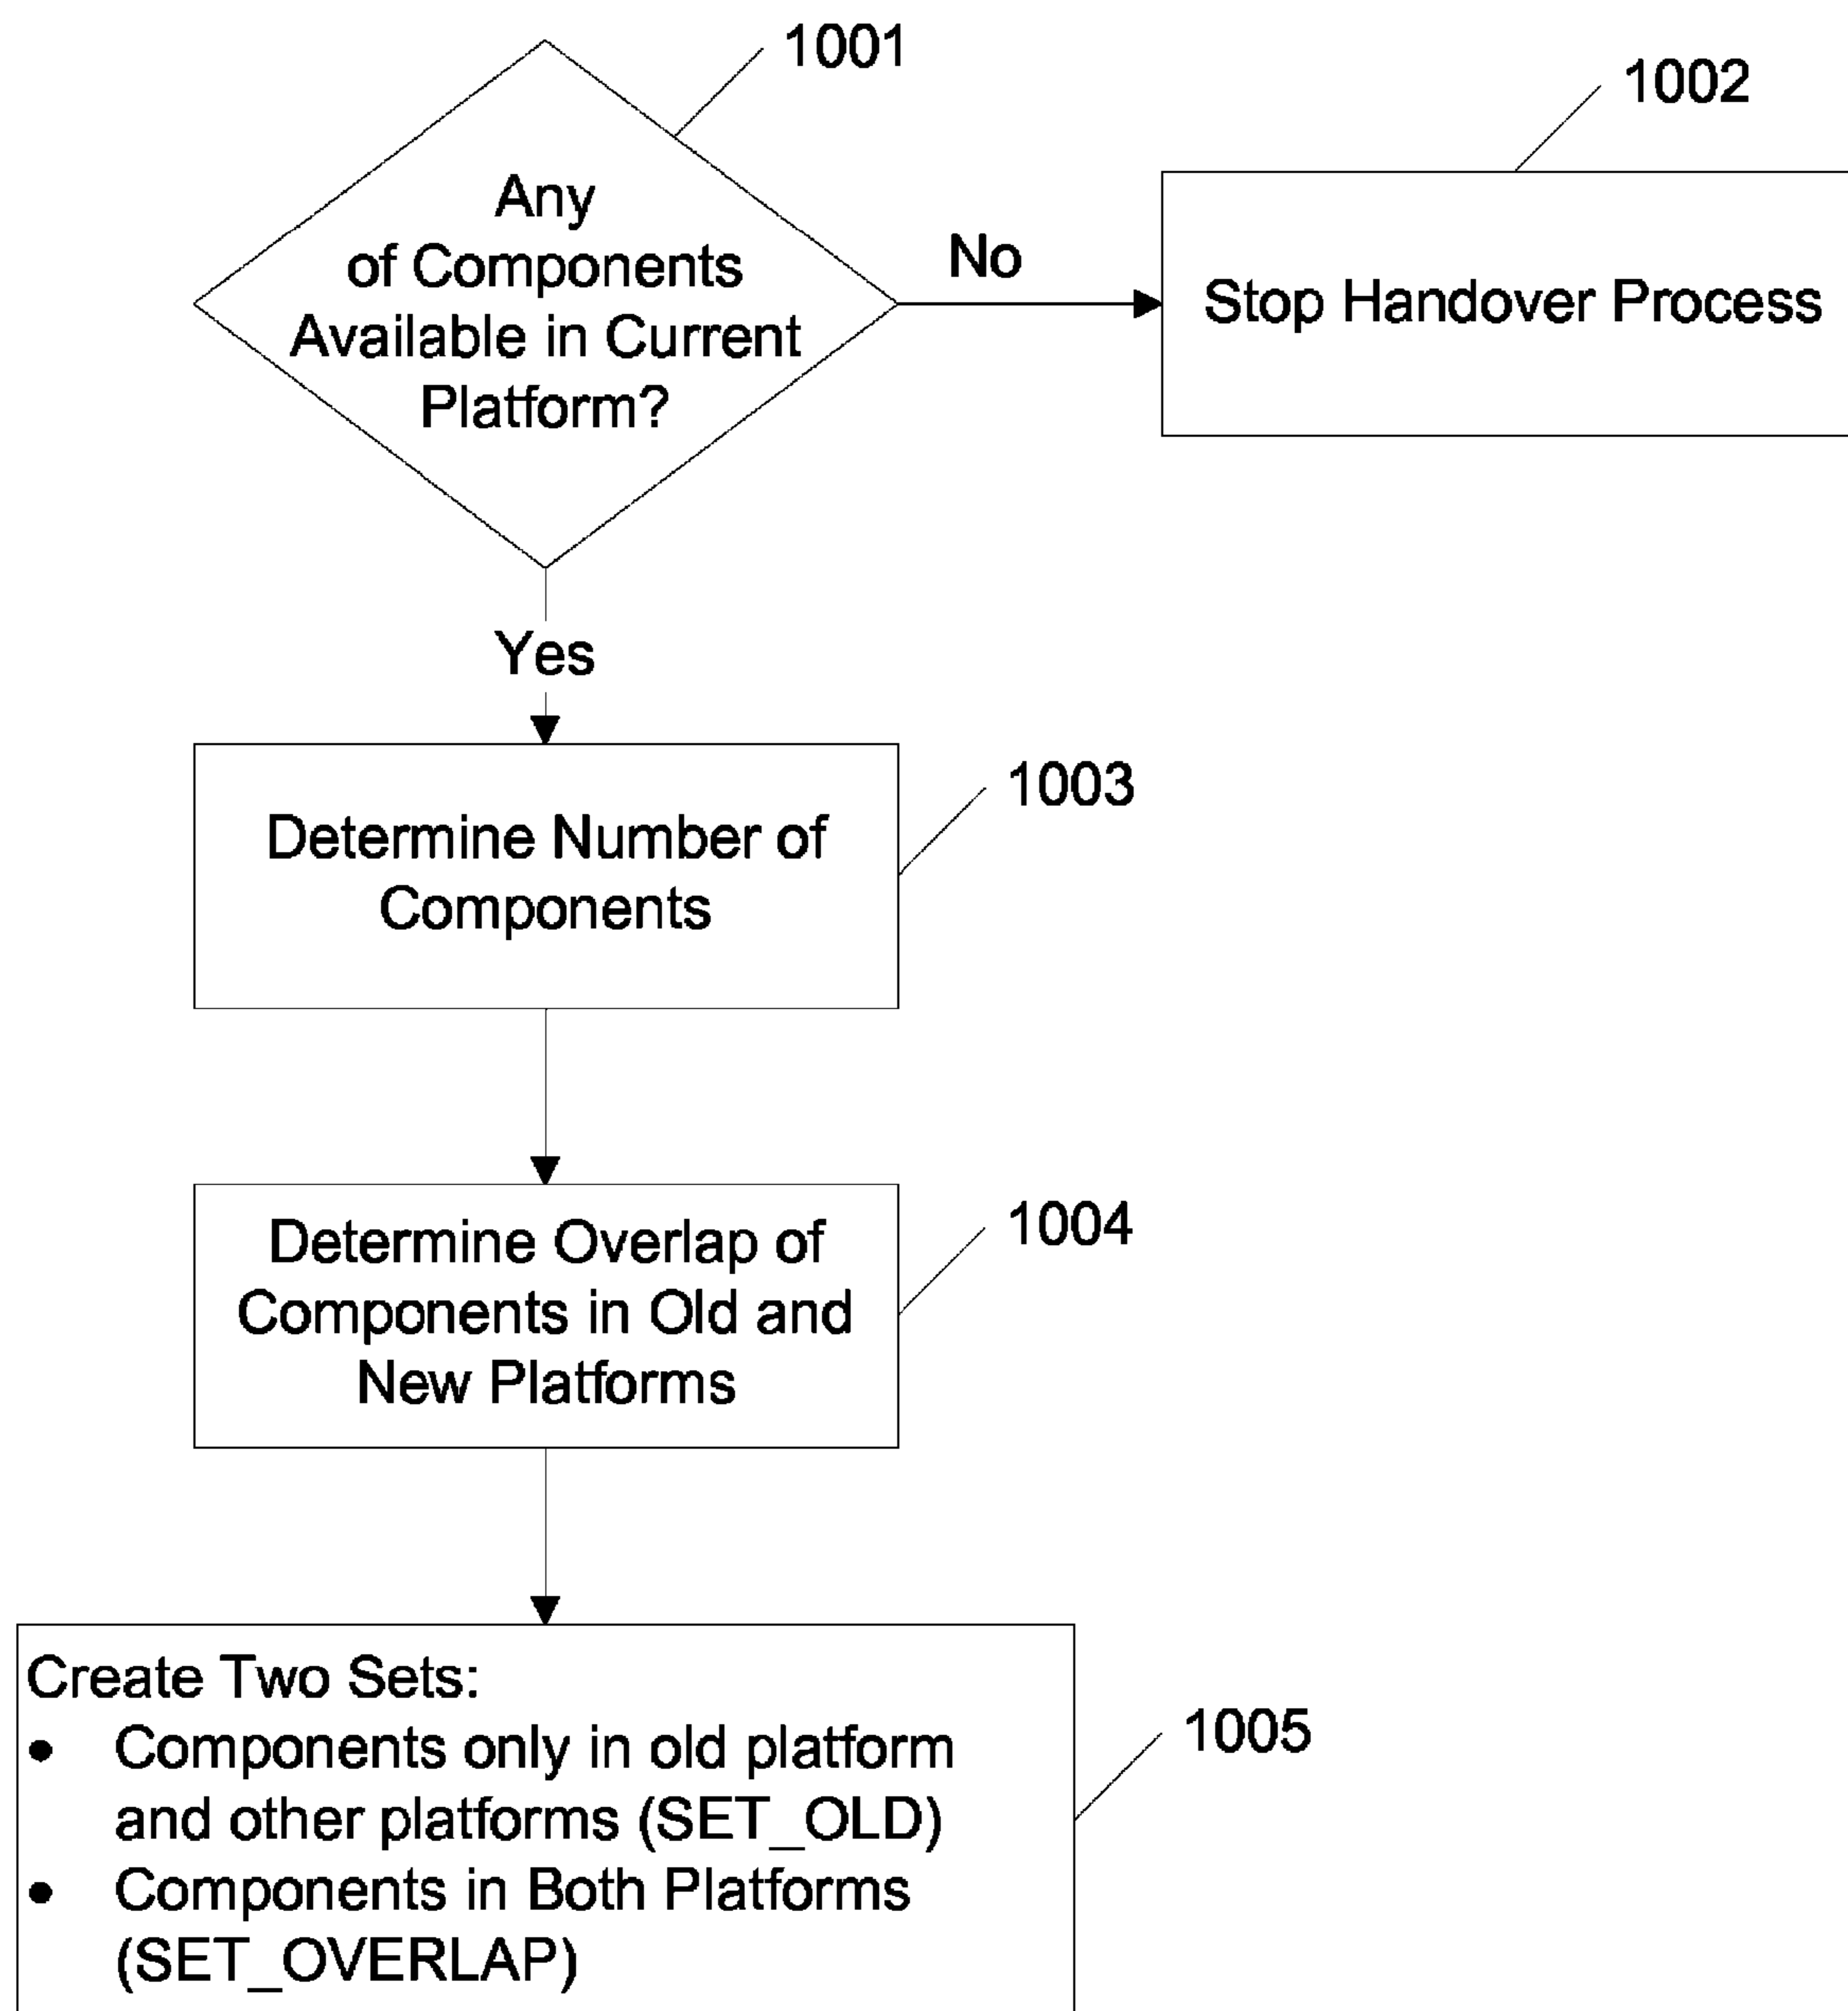 1001
1002
Any
of Components
Available in Current
Platform?
No
Stop Handover Process
Yes
1003
Determine Number of
Components
1004
Determine Overlap of
Components in Old and
New Platforms
1005
Create Two Sets:
• Components only in old platform
and other platforms (SET_OLD)
• Components in Both Platforms
(SET_OVERLAP)